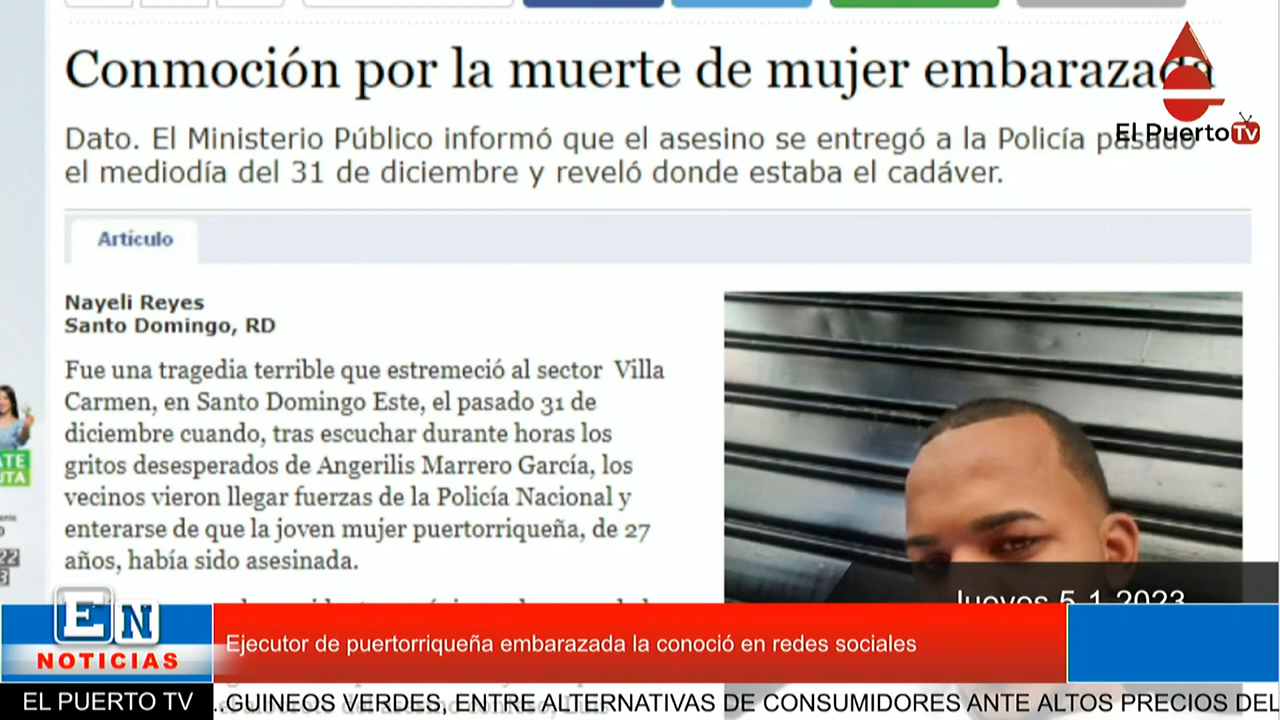 Conmoción por la muerte de mujer embarazada
Dato. El Ministerio Público informó que el asesino se entregó a la Policía pasado
el mediodía del 31 de diciembre y reveló donde estaba el cadáver.
El Puerto TV
Artículo
Nayeli Reyes
Santo Domingo, RD
Fue una tragedia terrible que estremeció al sector Villa
Carmen, en Santo Domingo Este, el pasado 31 de
diciembre cuando, tras escuchar durante horas los
gritos desesperados de Angerilis Marrero García, los
vecinos vieron llegar fuerzas de la Policía Nacional y
enterarse de que la joven mujer puertorriqueña, de 27
años, había sido asesinada.
Jueves 5-1-2023
EN
NOTICIAS
Ejecutor de puertorriqueña embarazada la conoció en redes sociales
EL PUERTO TV
..GUINEOS VERDES, ENTRE ALTERNATIVAS DE CONSUMIDORES ANTE ALTOS PRECIOS DEL